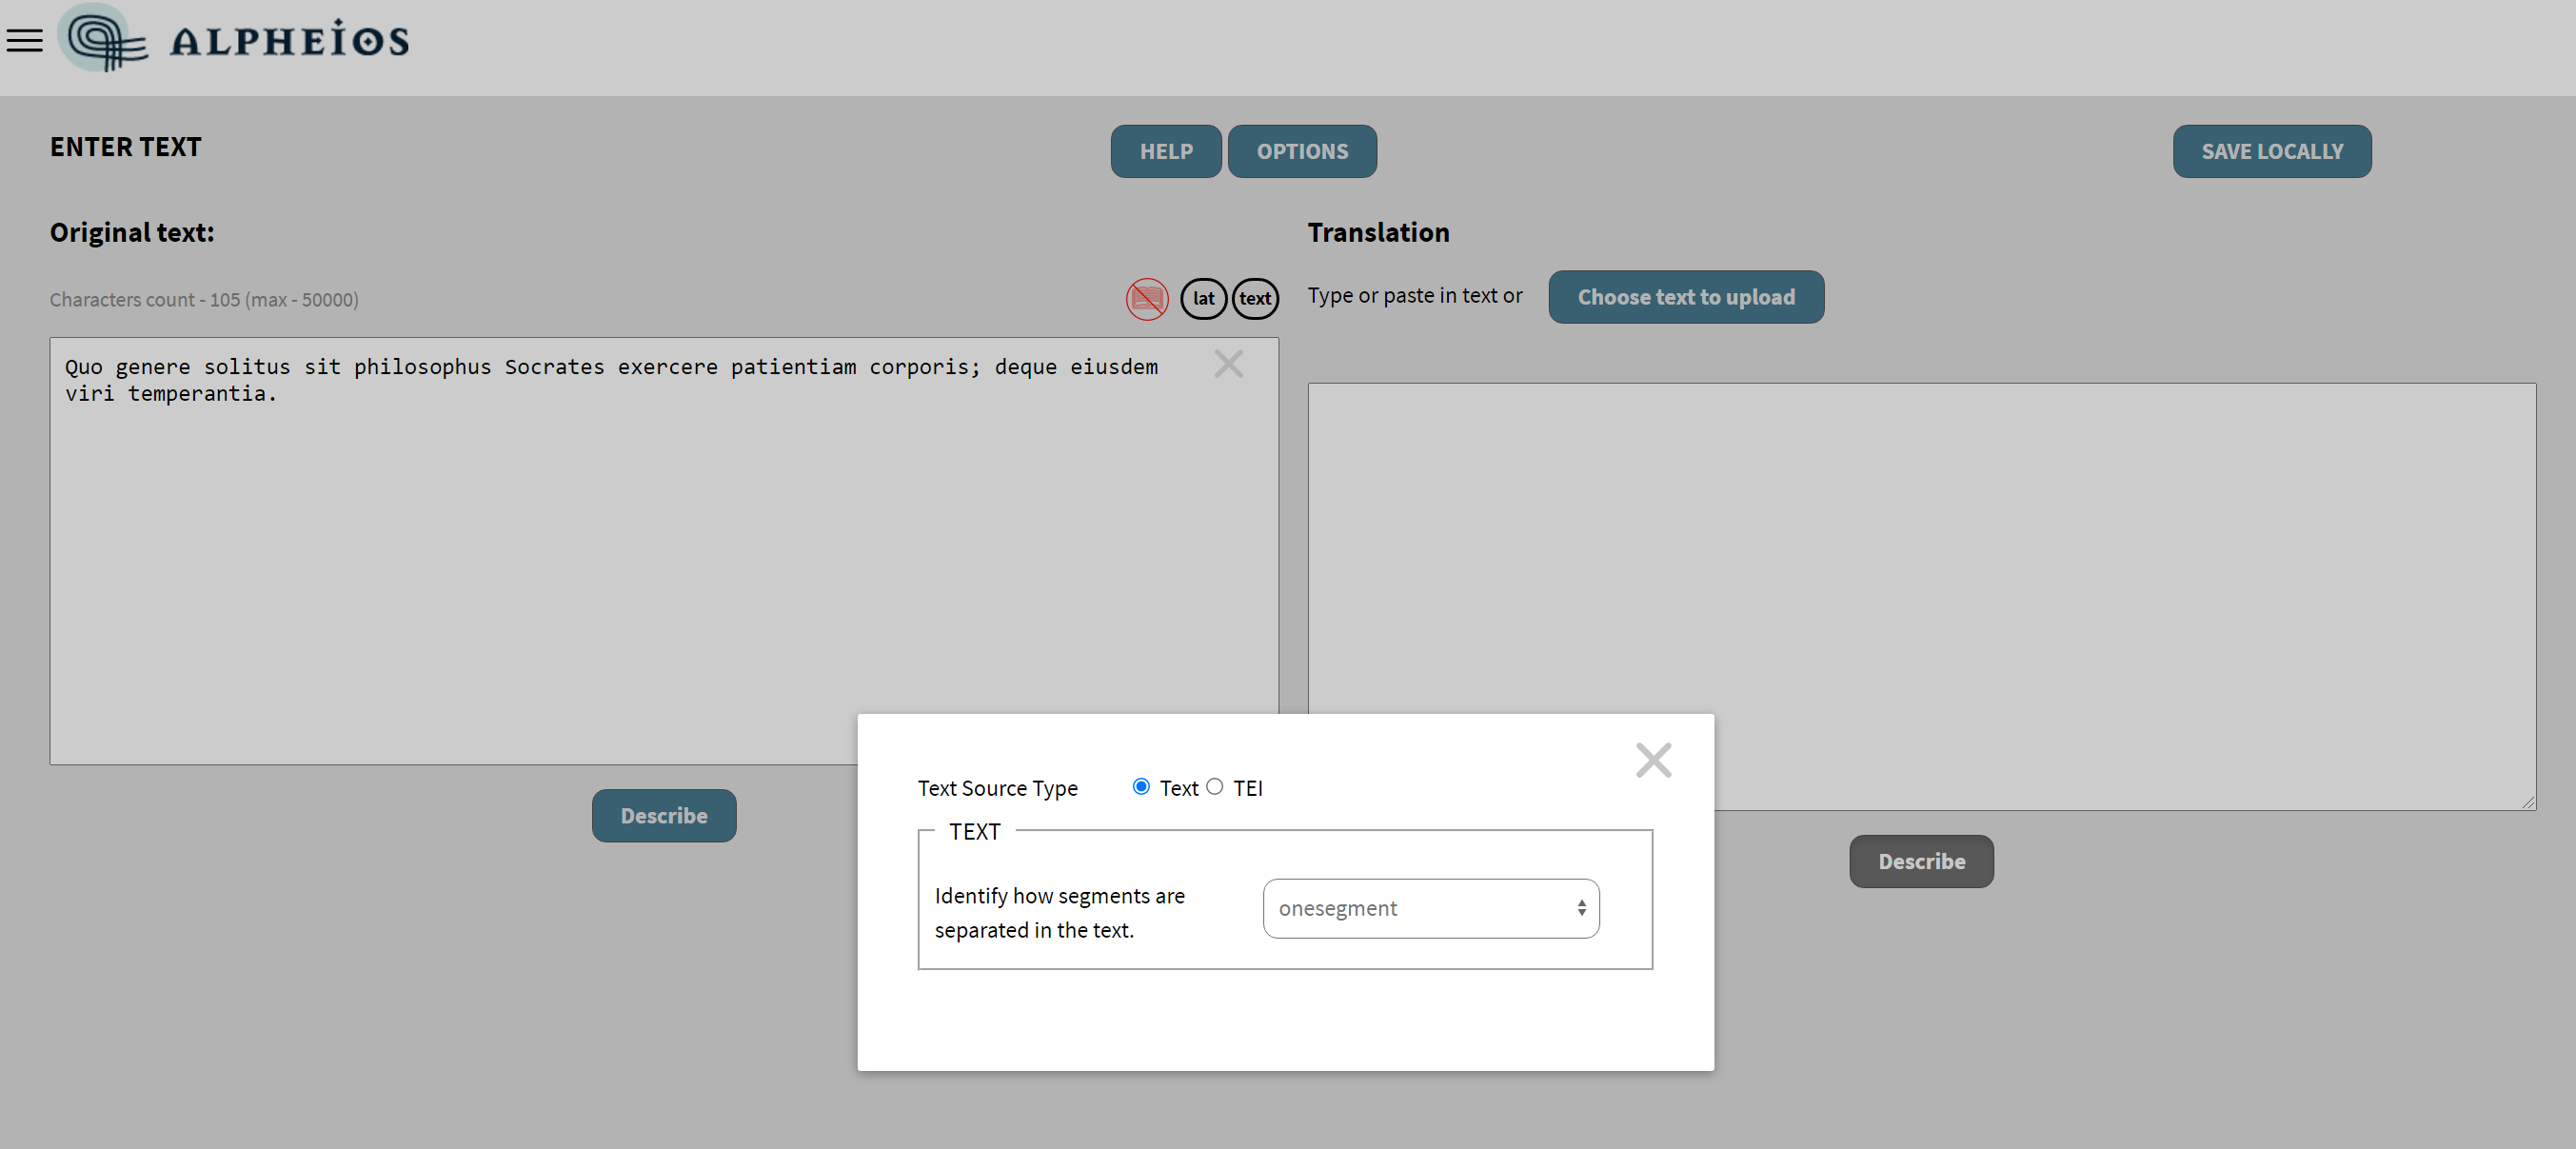 ALPHEIOS
ENTER TEXT
HELP
OPTIONS
SAVE LOCALLY
Original text:
Characters count - 105 (max - 50000)
lat
text
Quo genere solitus sit philosophus Socrates exercere patientiam corporis; deque eiusdem
viri temperantia.
Describe
Translation
Type or paste in text or
Choose text to upload
Describe
Text Source Type
Text
TEI
TEXT
Identify how segments are
separated in the text.
onesegment